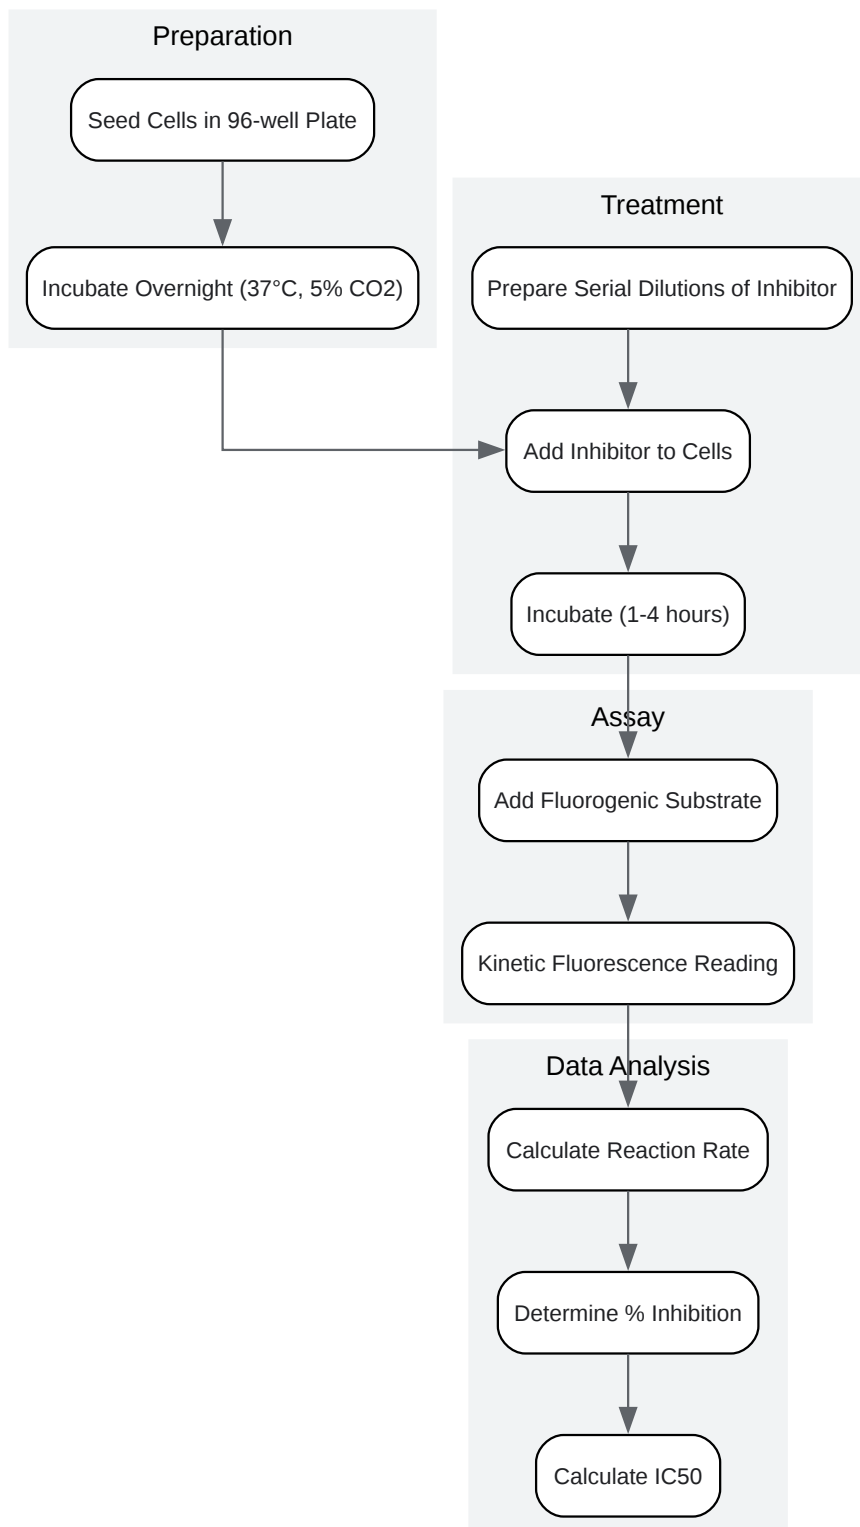 Preparation
Seed Cells in 96-well Plate
Incubate Overnight (37°C, 5% CO2)
Treatment
Prepare Serial Dilutions of Inhibitor
Add Inhibitor to Cells
Incubate (1-4 hours)
Assay
Add Fluorogenic Substrate
Kinetic Fluorescence Reading
Data Analysis
Calculate Reaction Rate
Determine % Inhibition
Calculate IC50